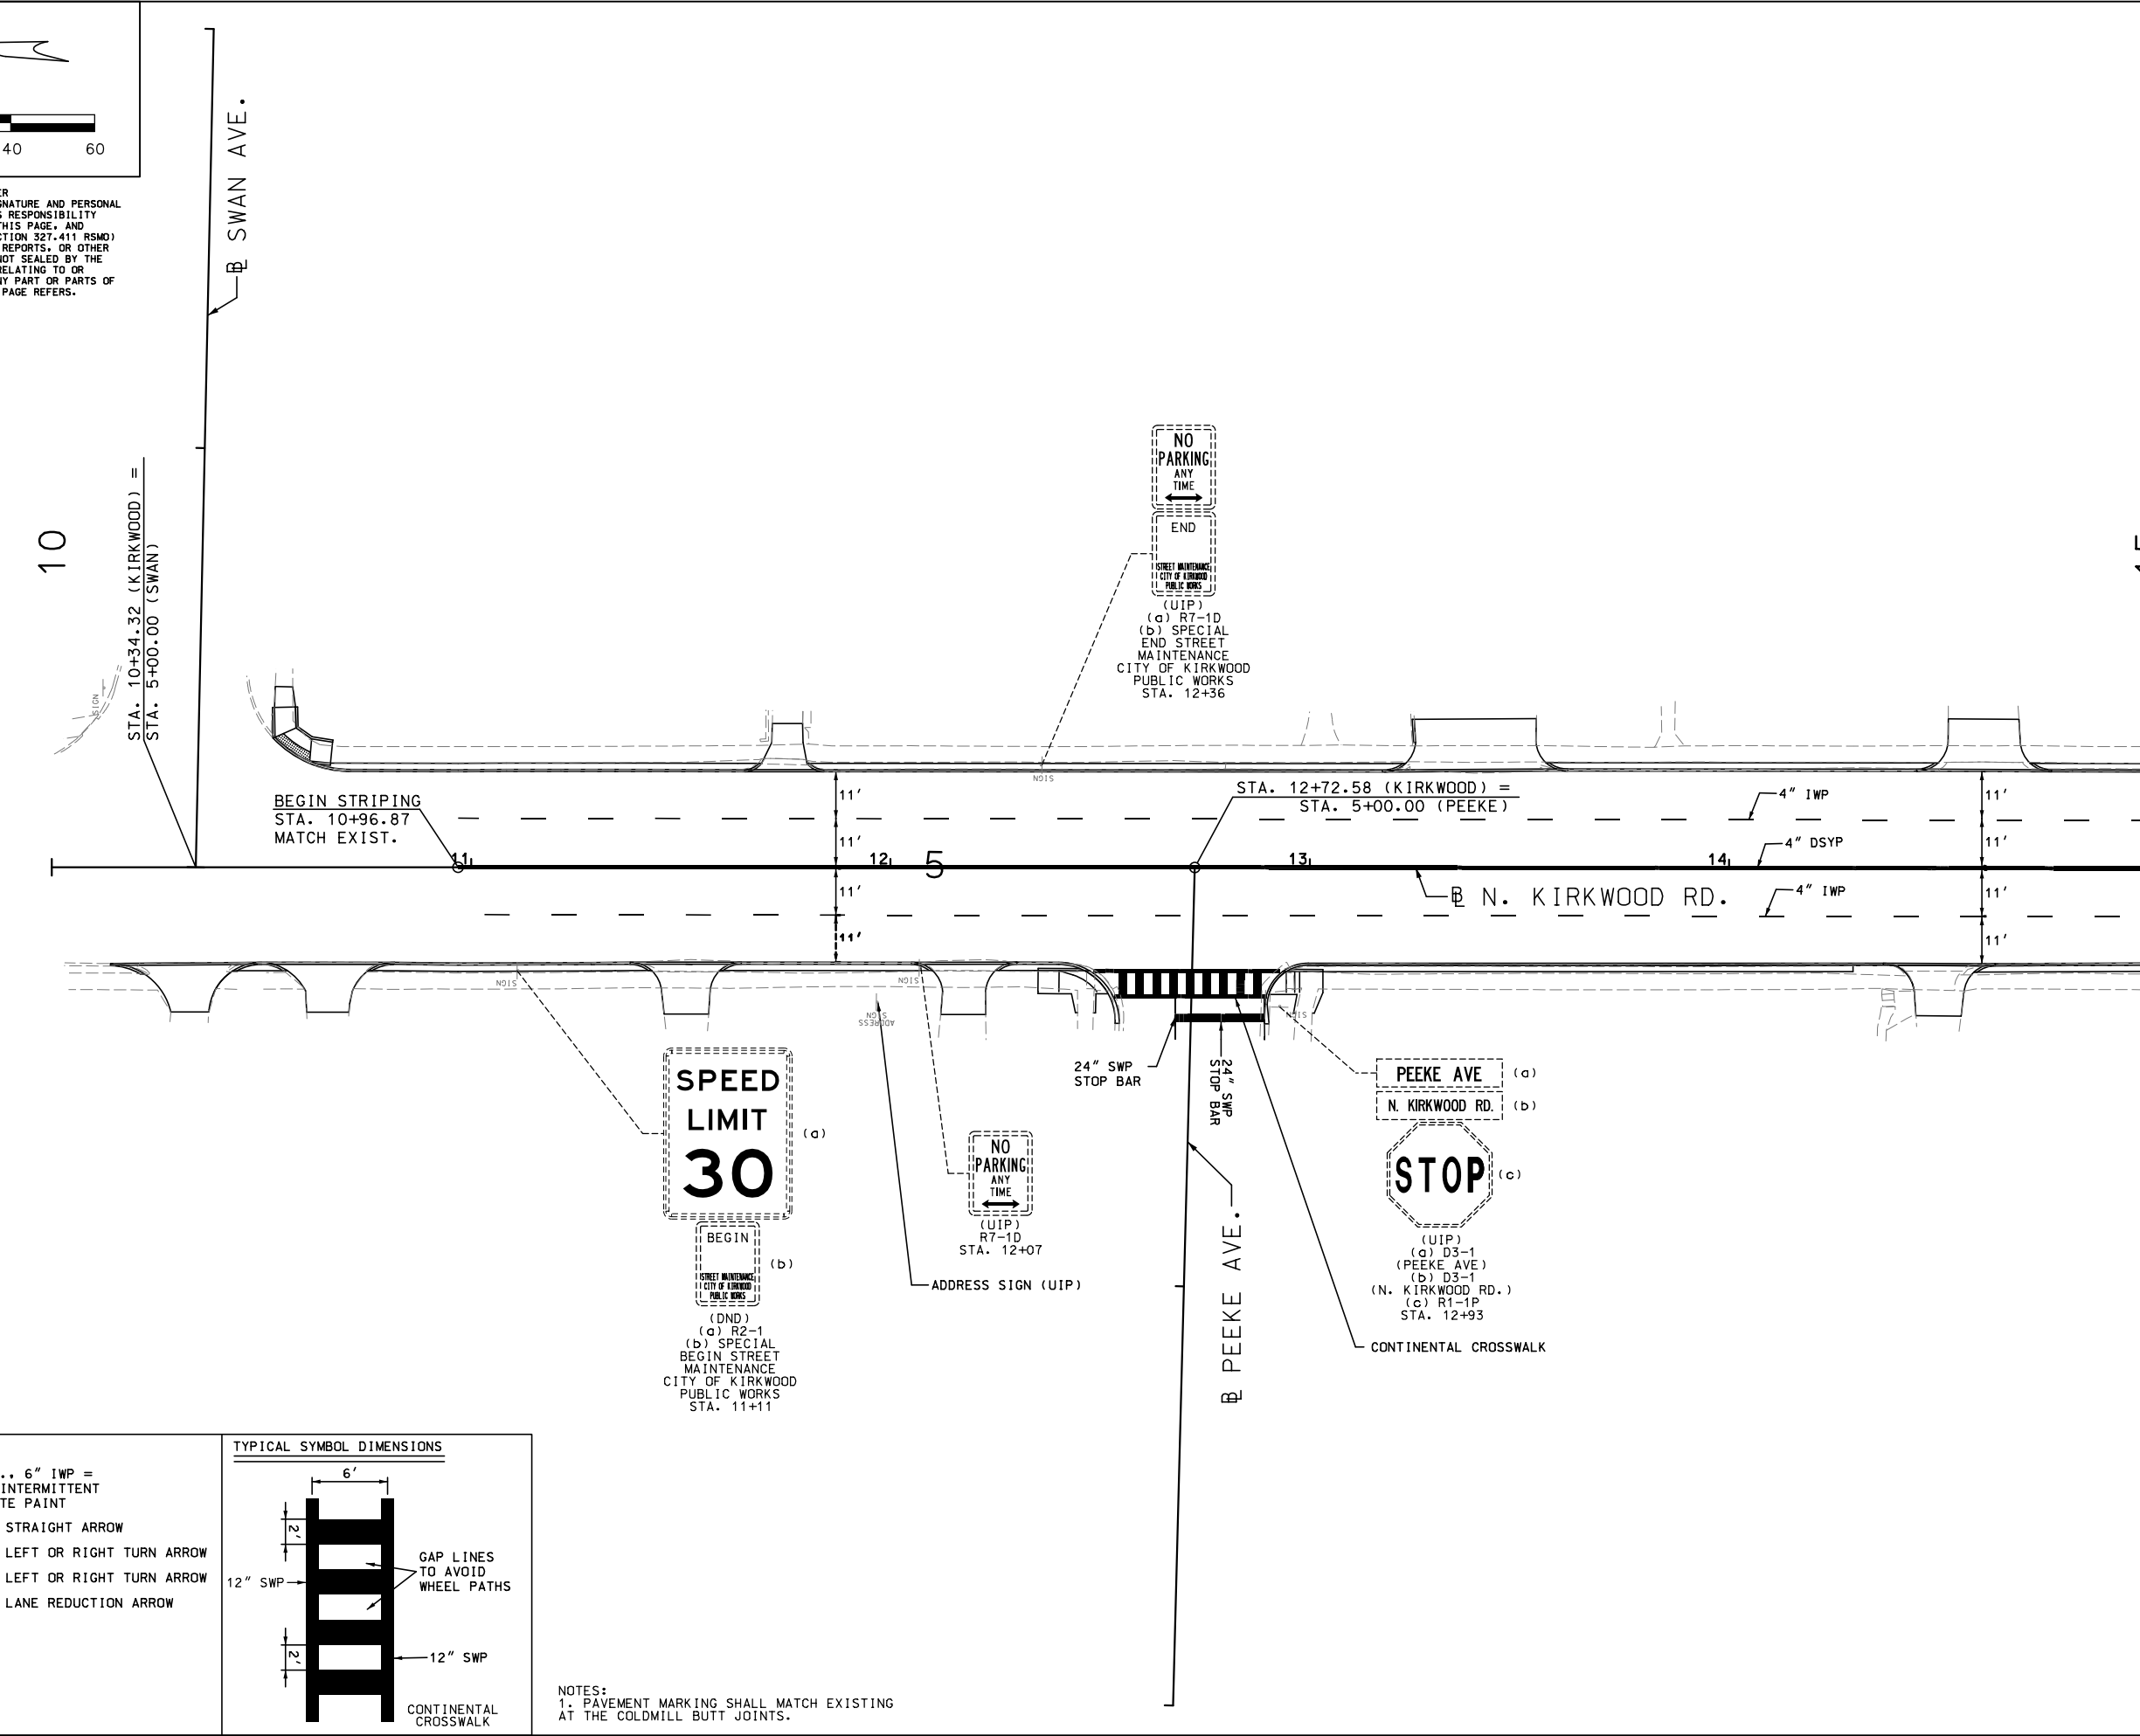 40 60
ER
GNATURE AND PERSONAL
S RESPONSIBILITY
THIS PAGE, AND
CTION 327.411 RSMO)
REPORTS, OR OTHER
NOT SEALED BY THE
RELATING TO OR
NY PART OR PARTS OF
PAGE REFERS.
℄ SWAN AVE.
10
STA. 10+34.32 (KIRKWOOD) =
STA. 5+00.00 (SWAN)
SIGN
NO
PARKING
ANY
TIME
END
STREET MAINTENANCE
CITY OF KIRKWOOD
PUBLIC WORKS
(UIP)
(a) R7-1D
(b) SPECIAL
END STREET
MAINTENANCE
CITY OF KIRKWOOD
PUBLIC WORKS
STA. 12+36
SIGN
BEGIN STRIPING
STA. 10+96.87
MATCH EXIST.
STA. 12+72.58 (KIRKWOOD) =
STA. 5+00.00 (PEEKE)
11'
11'
11'
11'
4" IWP
4" DSYP
4" IWP
11'
11'
11'
11'
11 12 5 13 14
℄ N. KIRKWOOD RD.
SIGN
SIGN
ADDRESS
SIGN
SIGN
24" SWP
STOP BAR
24" SWP
STOP BAR
SPEED
LIMIT
30
(a)
BEGIN
STREET MAINTENANCE
CITY OF KIRKWOOD
PUBLIC WORKS
(b)
(DND)
(a) R2-1
(b) SPECIAL
BEGIN STREET
MAINTENANCE
CITY OF KIRKWOOD
PUBLIC WORKS
STA. 11+11
NO
PARKING
ANY
TIME
(UIP)
R7-1D
STA. 12+07
ADDRESS SIGN (UIP)
℄ PEEKE AVE.
PEEKE AVE (a)
N. KIRKWOOD RD. (b)
STOP (c)
(UIP)
(a) D3-1
(PEEKE AVE)
(b) D3-1
(N. KIRKWOOD RD.)
(c) R1-1P
STA. 12+93
CONTINENTAL CROSSWALK
., 6" IWP =
INTERMITTENT
TE PAINT
STRAIGHT ARROW
LEFT OR RIGHT TURN ARROW
LEFT OR RIGHT TURN ARROW
LANE REDUCTION ARROW
TYPICAL SYMBOL DIMENSIONS
6'
2'
12" SWP
GAP LINES
TO AVOID
WHEEL PATHS
2'
12" SWP
CONTINENTAL
CROSSWALK
NOTES:
1. PAVEMENT MARKING SHALL MATCH EXISTING
AT THE COLDMILL BUTT JOINTS.